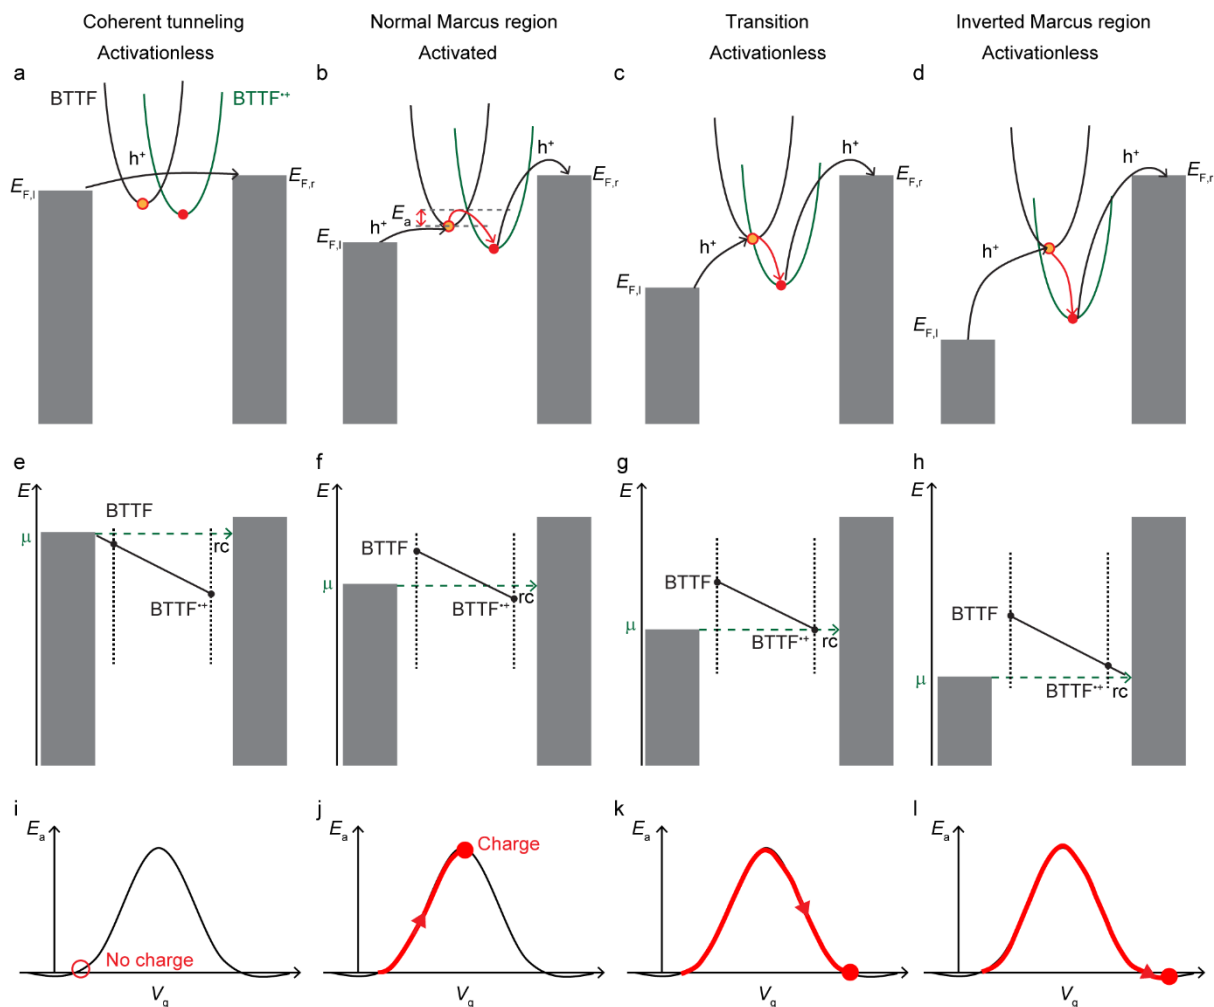 Coherent tunneling
Activationless
Normal Marcus region
Activated
Transition
Activationless
Inverted Marcus region
Activationless
a
BTTF
BTTF•+
h+
EF,l
EF,r
b
h+
Ea
h+
EF,l
EF,r
c
h+
h+
EF,l
EF,r
d
h+
h+
EF,l
EF,r
e
E
BTTF
μ
rc
BTTF•+
f
E
BTTF
μ
BTTF•+
rc
g
E
BTTF
μ
BTTF•+
rc
h
E
BTTF
μ
BTTF•+
rc
i
Ea
No charge
Vg
j
Ea
Charge
Vg
k
Ea
Vg
l
Ea
Vg